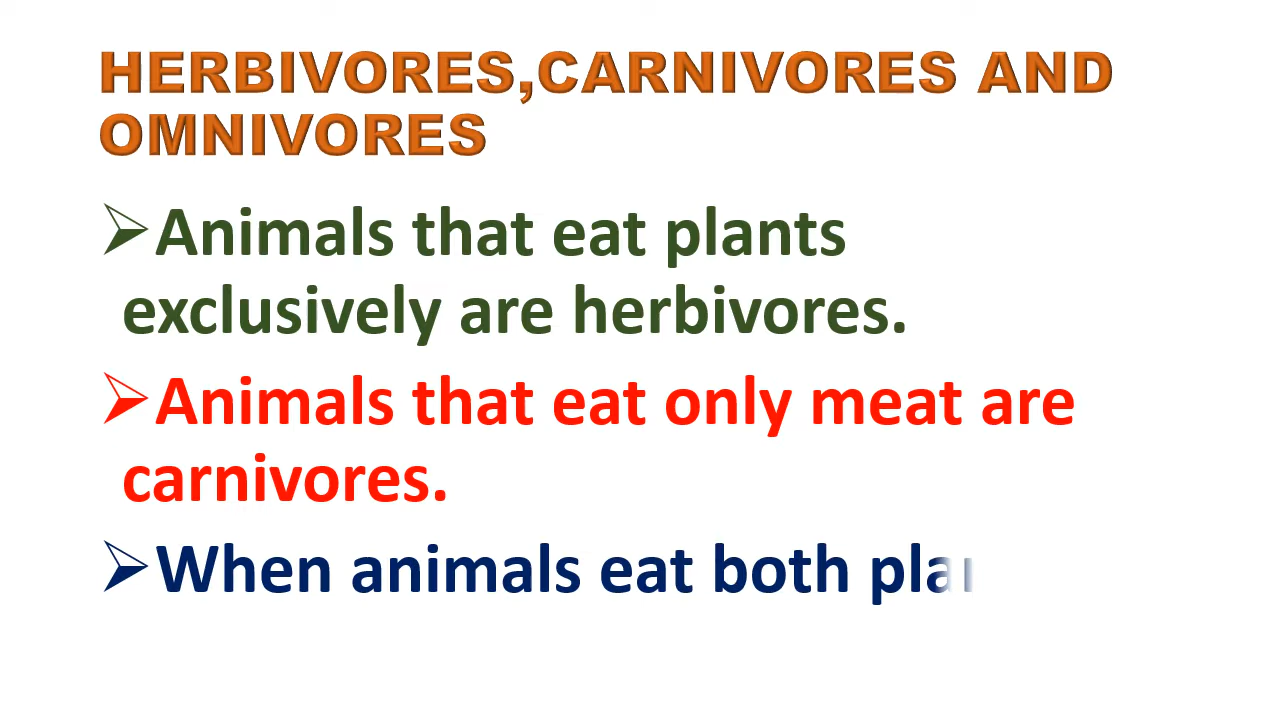 HERBIVORES,CARNIVORES AND
OMNIVORES
➢Animals that eat plants
exclusively are herbivores.
➢Animals that eat only meat are
carnivores.
➢When animals eat both